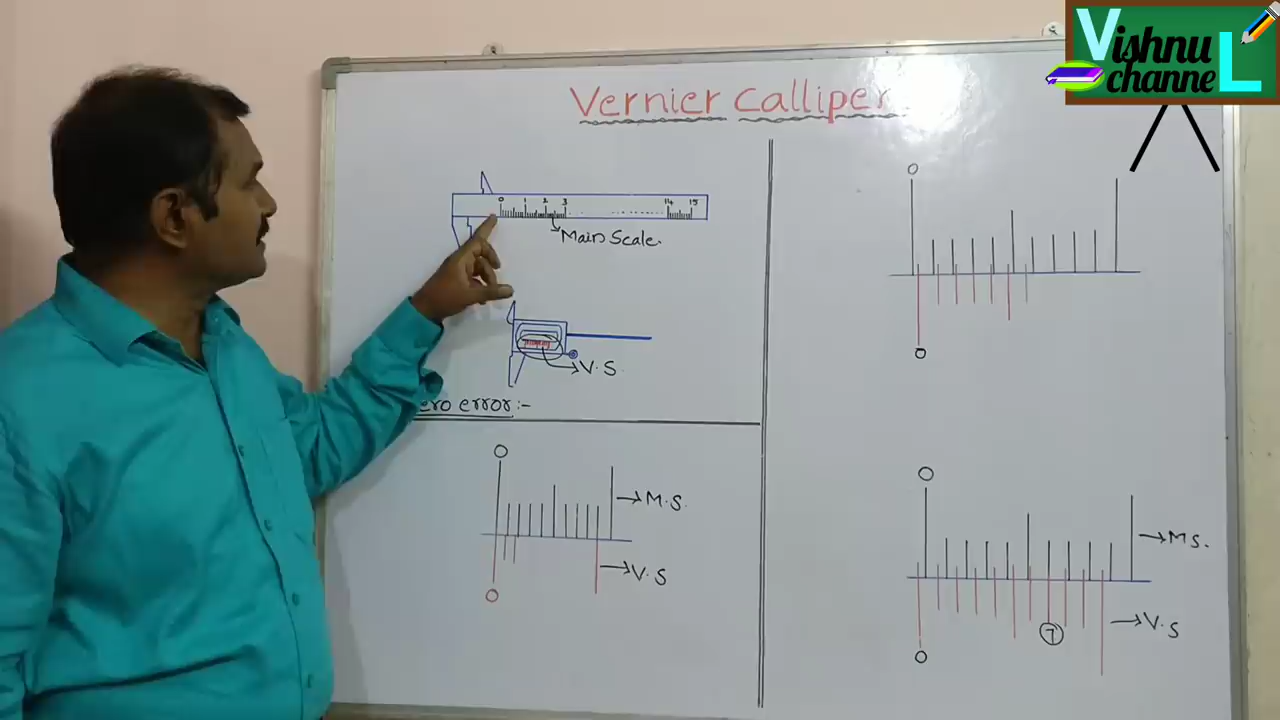 Vishnu
channel
Vernier Calliper
0 1 2 3 14 15
Main Scale.
V.S.
ero error :-
0
M.S.
V.S
0
0
0
0
M S.
V.S
7
0